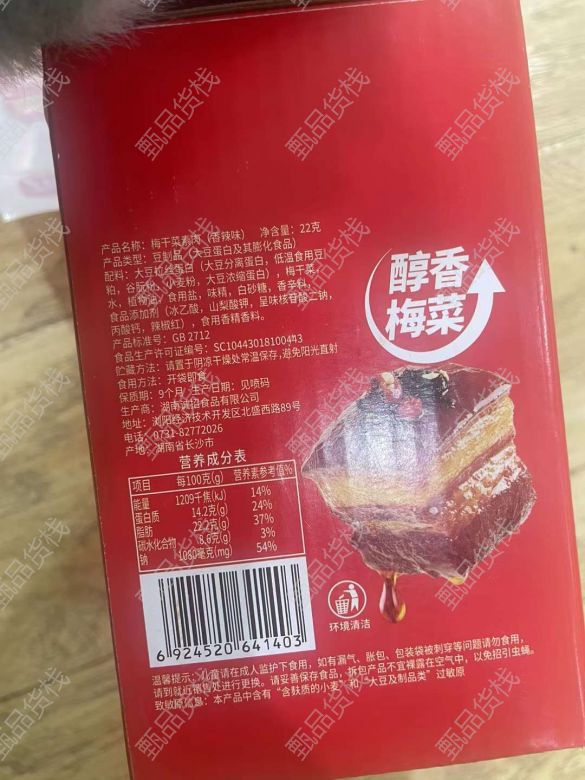 产品名称：梅干菜素肉（香辣味） 净含量：22克
产品类型：豆制品（大豆蛋白及其膨化食品）
配料：大豆拉丝蛋白（大豆分离蛋白，低温食用豆
粕，谷朊粉，小麦粉，大豆浓缩蛋白），梅干菜，
水，植物油，食用盐，味精，白砂糖，香辛料，
食品添加剂（冰乙酸，山梨酸钾，呈味核苷酸二钠，
丙酸钙，辣椒红），食用香精香料。
产品标准号：GB 2712
食品生产许可证编号：SC10443018100443
贮藏方法：请置于阴凉干燥处常温保存，避免阳光直射
食用方法：开袋即食
保质期：9个月 生产日期：见喷码
生产商：湖南 食品有限公司
地址：浏阳经济技术开发区北盛西路89号
电话：0731-82772026
产地：湖南省长沙市
醇香
梅菜
营养成分表
项目 每100克(g) 营养素参考值%
能量 1209千焦(kJ) 14%
蛋白质 14.2克(g) 24%
脂肪 22.2克(g) 37%
碳水化合物 8.6克(g) 3%
钠 1080毫克(mg) 54%
6 924520 641403
环境清洁
温馨提示：儿童请在成人监护下食用，如有漏气、胀包、包装袋被刺穿等问题请勿食用，
请到就近销售处进行更换。请妥善保存食品，拆包产品不宜裸露在空气中，以免招引虫蝇。
致敏原信息：本产品中含有“含麸质的小麦”和“大豆及制品类”过敏原
甄品货栈